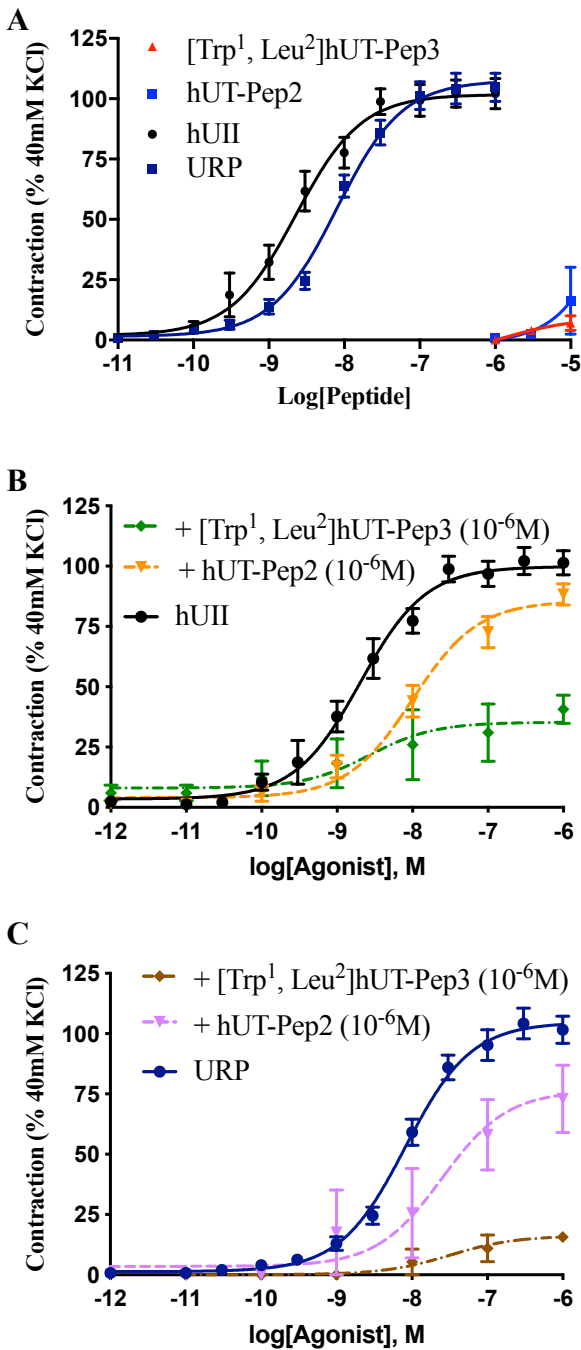 A
Contraction (% 40mM KCl)
125
100
75
50
25
0
[Trp¹, Leu²]hUT-Pep3
hUT-Pep2
hUII
URP
-11 -10 -9 -8 -7 -6 -5
Log[Peptide]
B
Contraction (% 40mM KCl)
125
100
75
50
25
0
+ [Trp¹, Leu²]hUT-Pep3 (10⁻⁶M)
+ hUT-Pep2 (10⁻⁶M)
hUII
-12 -11 -10 -9 -8 -7 -6
log[Agonist], M
C
Contraction (% 40mM KCl)
125
100
75
50
25
0
+ [Trp¹, Leu²]hUT-Pep3 (10⁻⁶M)
+ hUT-Pep2 (10⁻⁶M)
URP
-12 -11 -10 -9 -8 -7 -6
log[Agonist], M